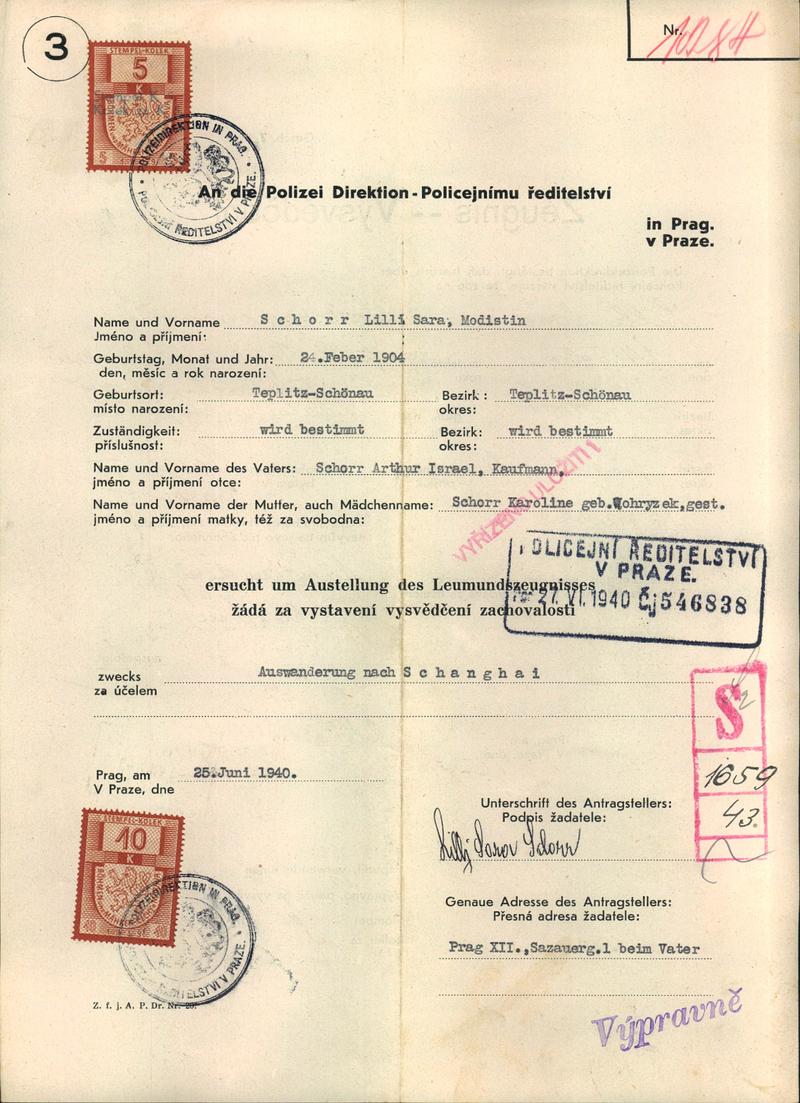 3
Nr. 1084
STEMPEL-KOLEK
5
K
POLIZEIDIREKTION IN PRAG.
POLICEJNÍ ŘEDITELSTVÍ V PRAZE.
An die Polizei Direktion - Policejnímu ředitelství
in Prag.
v Praze.
Name und Vorname S c h o r r Lilli Sara, Modistin
Jméno a příjmení:
Geburtstag, Monat und Jahr: 24.Feber 1904
den, měsíc a rok narození:
Geburtsort: Teplitz-Schönau Bezirk: Teplitz-Schönau
místo narození: okres:
Zuständigkeit: wird bestimmt Bezirk: wird bestimmt
příslušnost: okres:
Name und Vorname des Vaters: Schorr Arthur Israel, Kaufmann,
jméno a příjmení otce:
Name und Vorname der Mutter, auch Mädchenname: Schorr Karoline geb.Wohryzek,gest.
jméno a příjmení matky, též za svobodna:
VYŘÍZENO ULOŽITI
POLICEJNÍ ŘEDITELSTVÍ
V PRAZE.
27. VI. 1940 Čj 546838
ersucht um Austellung des Leumundszeugnisses
žádá za vystavení vysvědčení zachovalosti
zwecks Auswanderung nach S c h a n g h a i
za účelem
S
1659
43.
Prag, am 25.Juni 1940.
V Praze, dne
Unterschrift des Antragstellers:
Podpis žadatele:
Lilly Sara Schorr
STEMPEL-KOLEK
10
K
POLIZEIDIREKTION IN PRAG.
POLICEJNÍ ŘEDITELSTVÍ V PRAZE.
Genaue Adresse des Antragstellers:
Přesná adresa žadatele:
Prag XII.,Sazauerg.1 beim Vater
Z. f. j. A. P. Dr. Nr. 20.
Výpravně